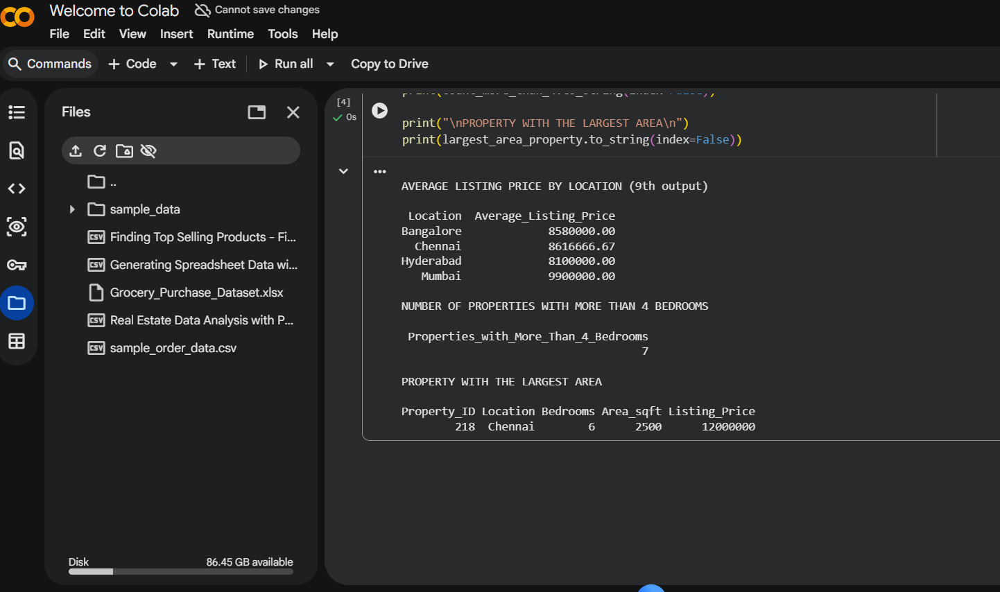 Welcome to Colab
Cannot save changes
File Edit View Insert Runtime Tools Help
Commands + Code + Text Run all Copy to Drive
Files
..
sample_data
CSV Finding Top Selling Products - Fi...
CSV Generating Spreadsheet Data wi...
Grocery_Purchase_Dataset.xlsx
CSV Real Estate Data Analysis with P...
CSV sample_order_data.csv
Disk 86.45 GB available
[4]
0s
print("\nPROPERTY WITH THE LARGEST AREA\n")
print(largest_area_property.to_string(index=False))
AVERAGE LISTING PRICE BY LOCATION (9th output)
Location Average_Listing_Price
Bangalore 8580000.00
Chennai 8616666.67
Hyderabad 8100000.00
Mumbai 9900000.00
NUMBER OF PROPERTIES WITH MORE THAN 4 BEDROOMS
Properties_with_More_Than_4_Bedrooms
7
PROPERTY WITH THE LARGEST AREA
Property_ID Location Bedrooms Area_sqft Listing_Price
218 Chennai 6 2500 12000000